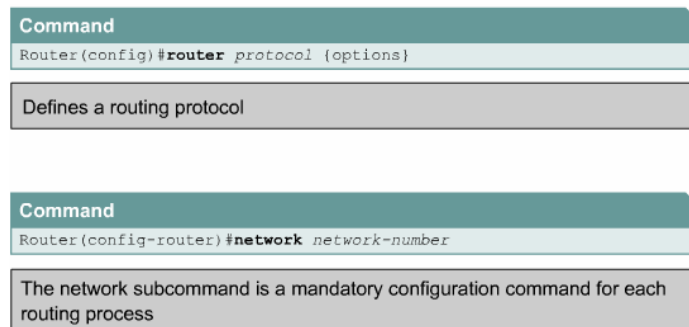 Command
Router(config)#router protocol {options}
Defines a routing protocol
Command
Router(config-router)#network network-number
The network subcommand is a mandatory configuration command for each
routing process